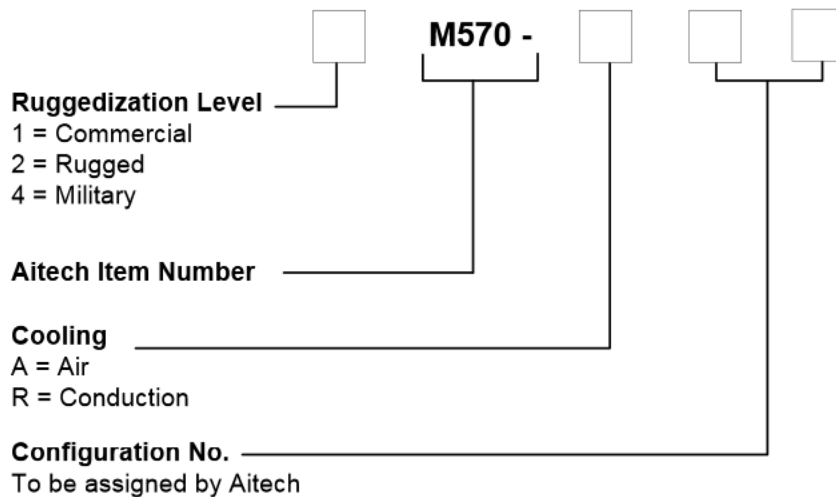 M570 -
Ruggedization Level
1 = Commercial
2 = Rugged
4 = Military
Aitech Item Number
Cooling
A = Air
R = Conduction
Configuration No.
To be assigned by Aitech